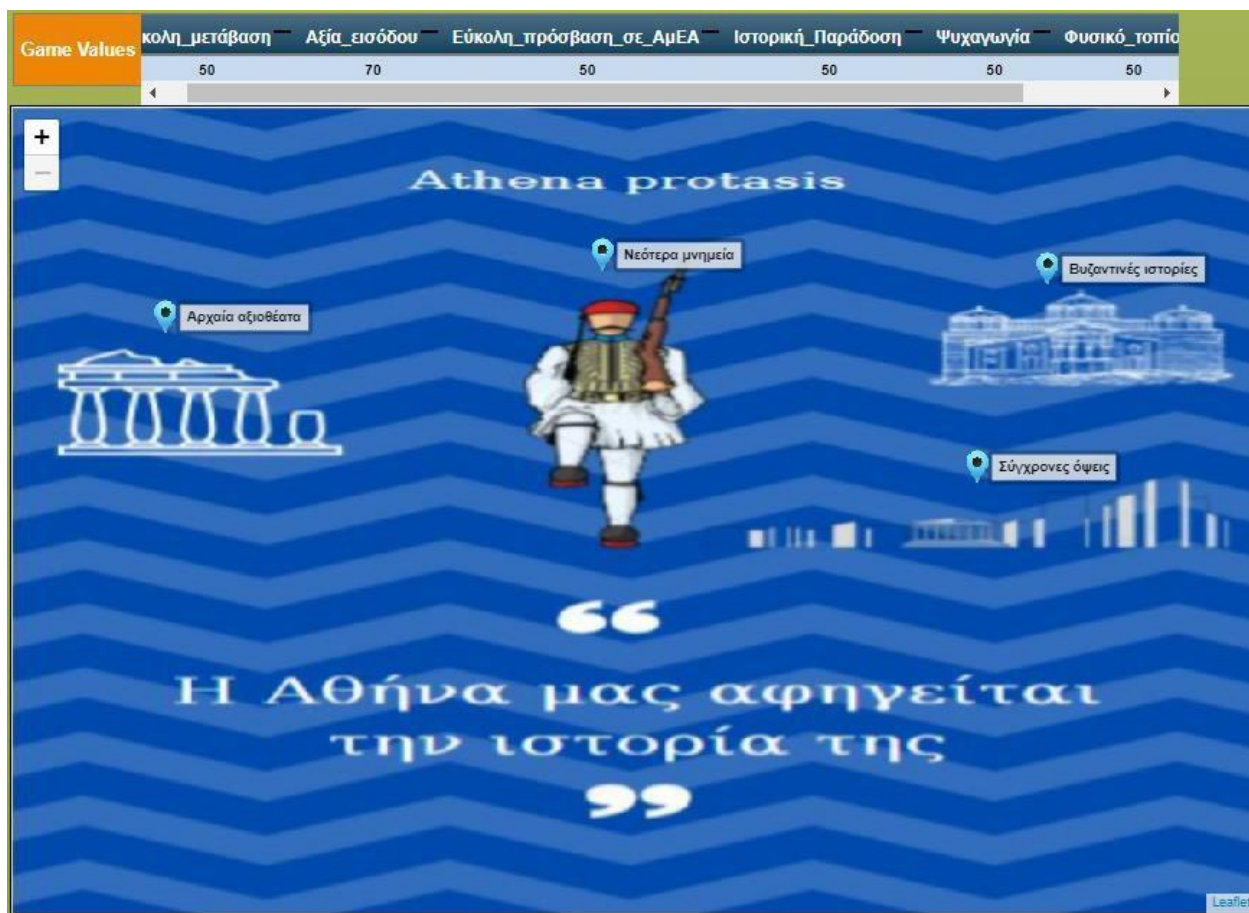 Game Values
κολη_μετάβαση Αξία_εισόδου Εύκολη_πρόσβαση_σε_ΑμΕΑ Ιστορική_Παράδοση Ψυχαγωγία Φυσικό_τοπίο
50 70 50 50 50 50
+
−
Athena protasis
Νεότερα μνημεία
Βυζαντινές ιστορίες
Αρχαία αξιοθέατα
Σύγχρονες όψεις
“
Η Αθήνα μας αφηγείται
την ιστορία της
”
Leaflet